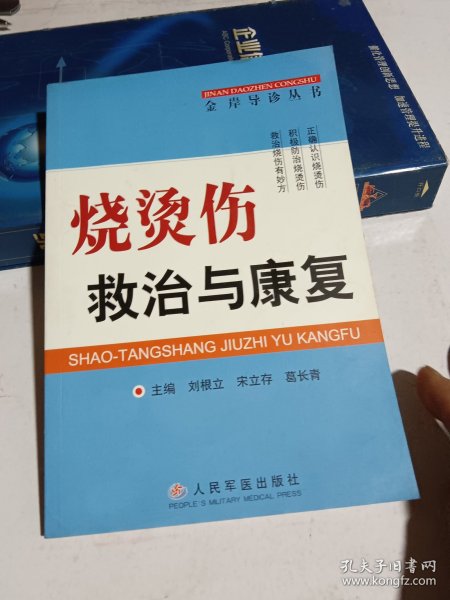 JINAN DAOZHEN CONGSHU
金岸导诊丛书
正确认识烧烫伤
积极防治烧烫伤
救治烧伤有妙方
烧烫伤
救治与康复
SHAO-TANGSHANG JIUZHI YU KANGFU
主编 刘根立 宋立存 葛长青
人民军医出版社
PEOPLE'S MILITARY MEDICAL PRESS
企业
孔夫子旧书网
www.kongfz.com